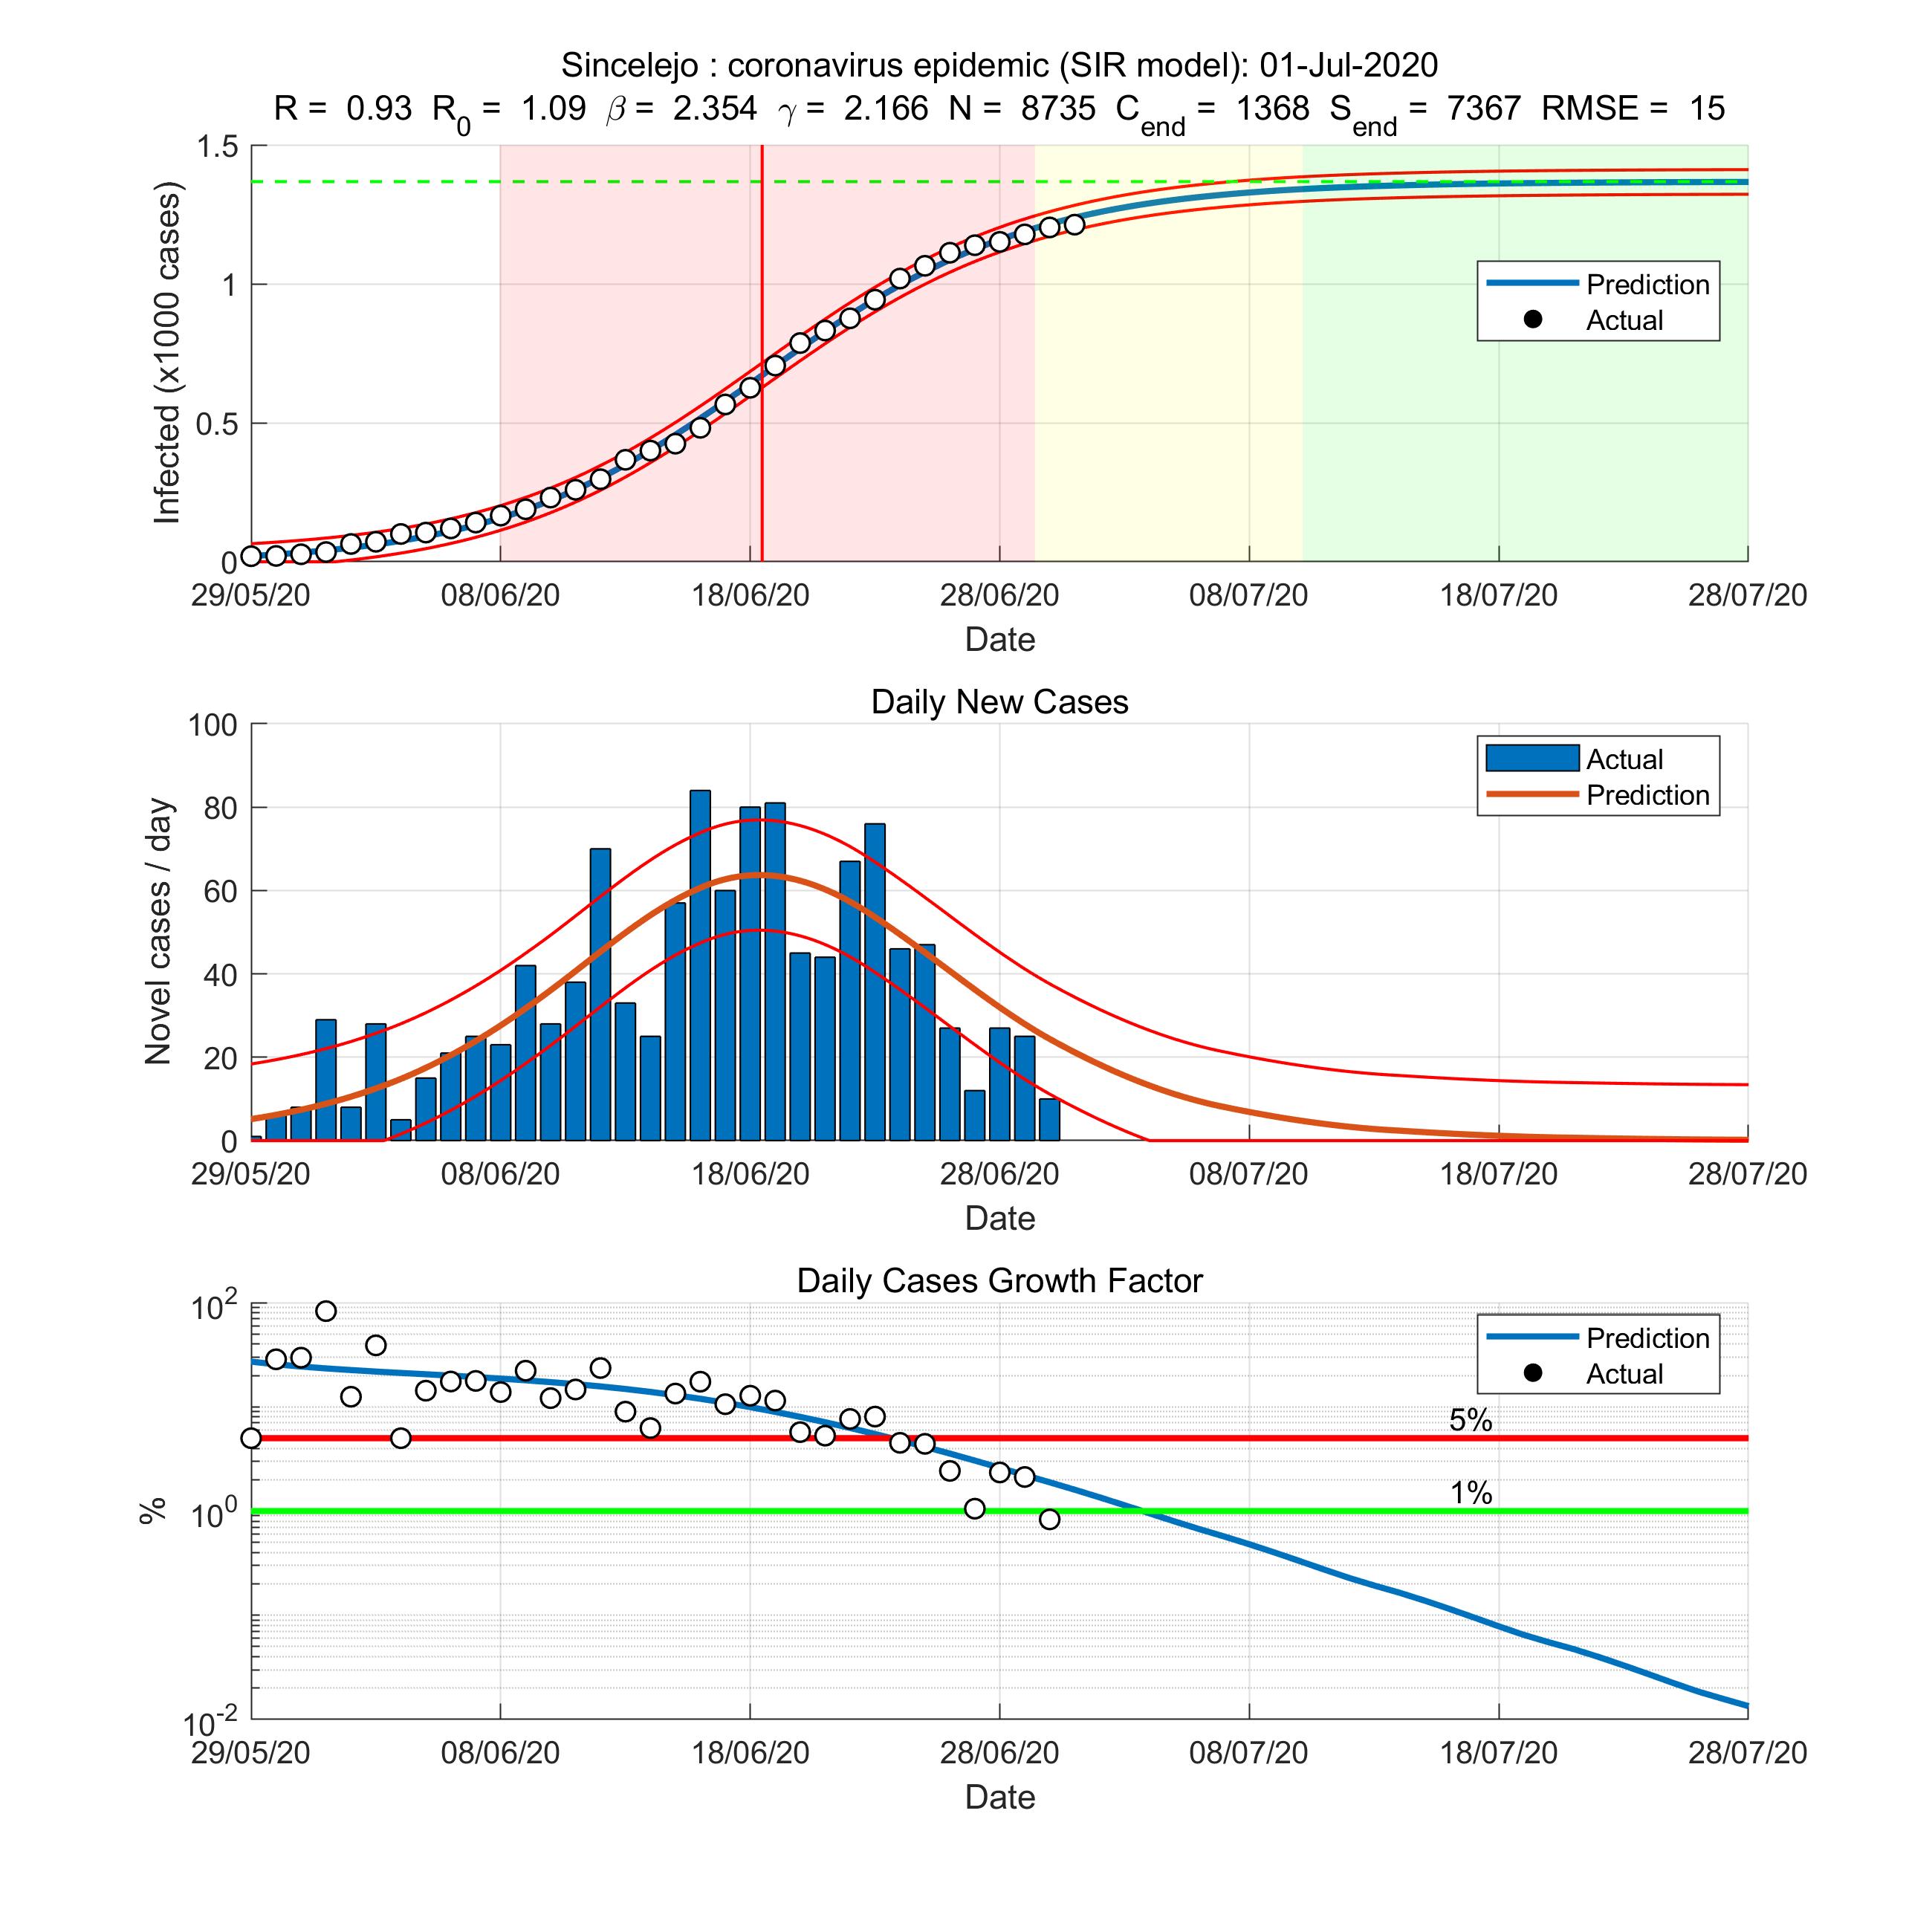 Sincelejo : coronavirus epidemic (SIR model): 01-Jul-2020
R = 0.93 R0 = 1.09 β = 2.354 γ = 2.166 N = 8735 Cend = 1368 Send = 7367 RMSE = 15
Infected (x1000 cases)
1.5
1
0.5
0
Prediction
Actual
29/05/20 08/06/20 18/06/20 28/06/20 08/07/20 18/07/20 28/07/20
Date
Daily New Cases
Novel cases / day
100
80
60
40
20
0
Actual
Prediction
29/05/20 08/06/20 18/06/20 28/06/20 08/07/20 18/07/20 28/07/20
Date
Daily Cases Growth Factor
%
10^2
10^0
10^-2
Prediction
Actual
5%
1%
29/05/20 08/06/20 18/06/20 28/06/20 08/07/20 18/07/20 28/07/20
Date